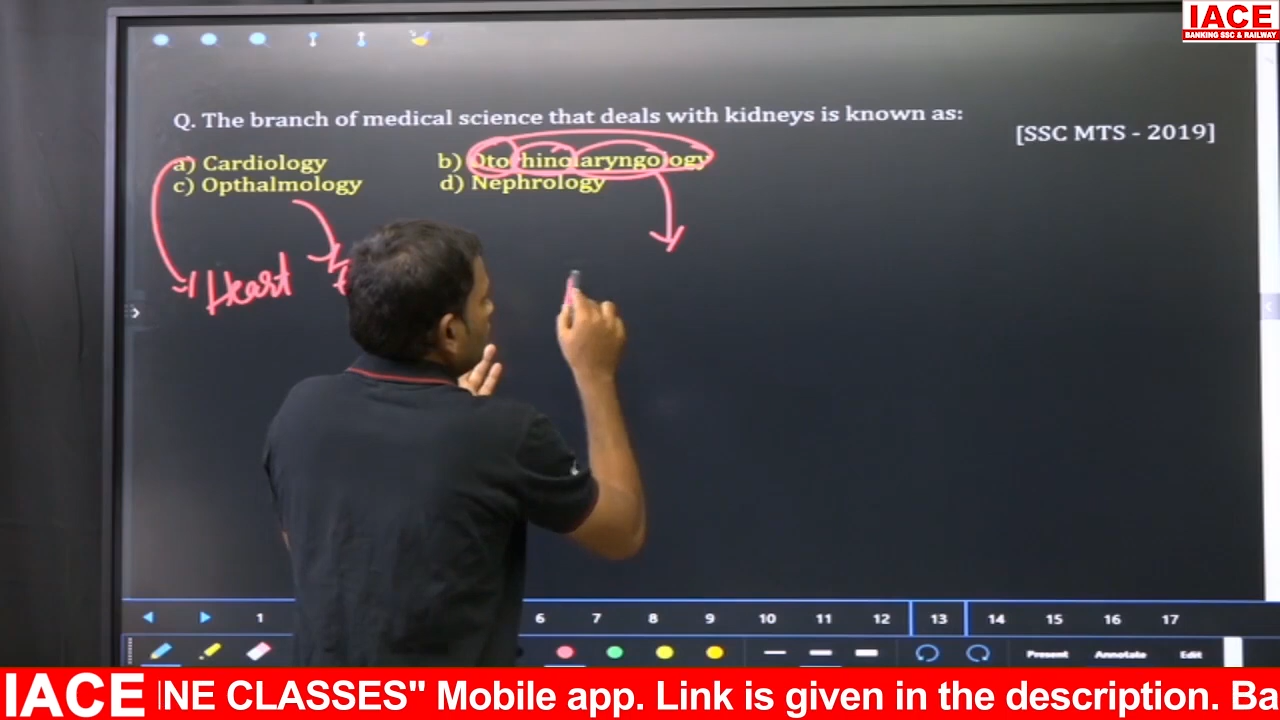 IACE
BANKING SSC & RAILWAY
Q. The branch of medical science that deals with kidneys is known as:
[SSC MTS - 2019]
a) Cardiology b) Otorhinolaryngology
c) Opthalmology d) Nephrology
Heart
1 6 7 8 9 10 11 12 13 14 15 16 17
Present Annotate Edit
IACE NE CLASSES" Mobile app. Link is given in the description. Ba